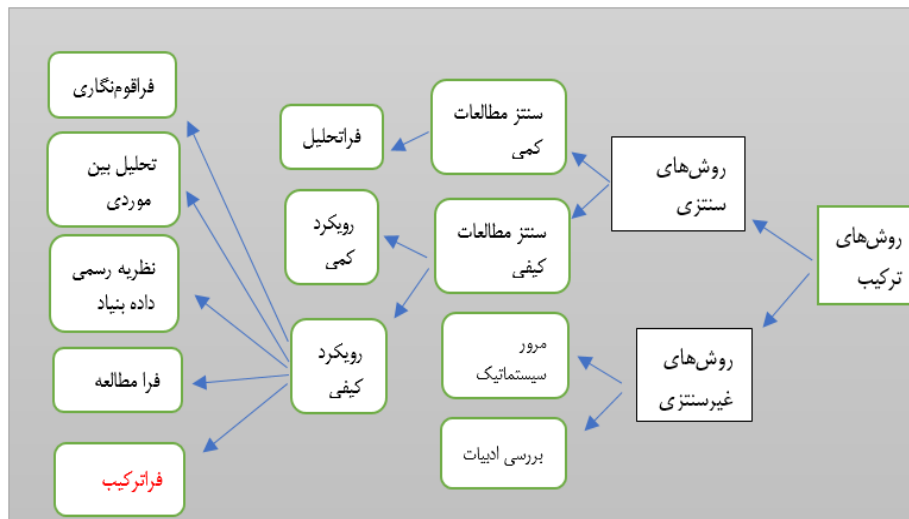 روش‌های
ترکیب
روش‌های
سنتزی
روش‌های
غیرسنتزی
سنتز مطالعات
کمی
سنتز مطالعات
کیفی
مرور
سیستماتیک
بررسی ادبیات
فراتحلیل
رویکرد
کمی
رویکرد
کیفی
فراقوم‌نگاری
تحلیل بین
موردی
نظریه رسمی
داده بنیاد
فرا مطالعه
فراترکیب